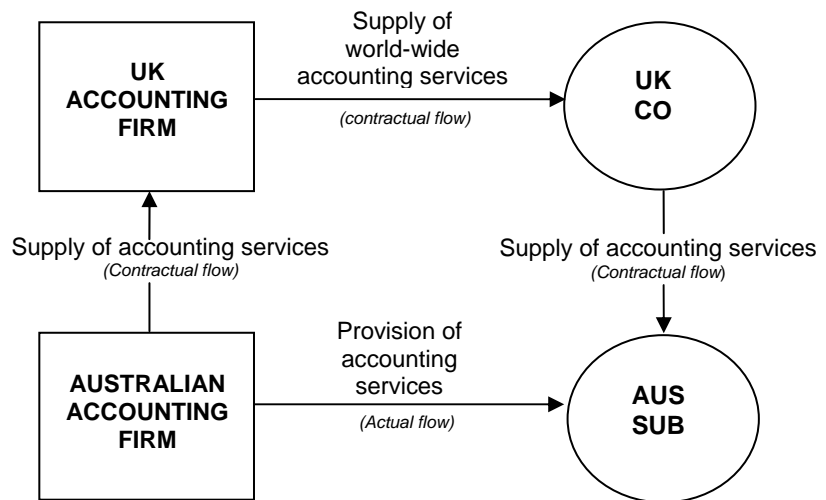 Supply of
world-wide
accounting services
(contractual flow)
UK
ACCOUNTING
FIRM
UK
CO
Supply of accounting services
(Contractual flow)
Supply of accounting services
(Contractual flow)
Provision of
accounting
services
(Actual flow)
AUSTRALIAN
ACCOUNTING
FIRM
AUS
SUB